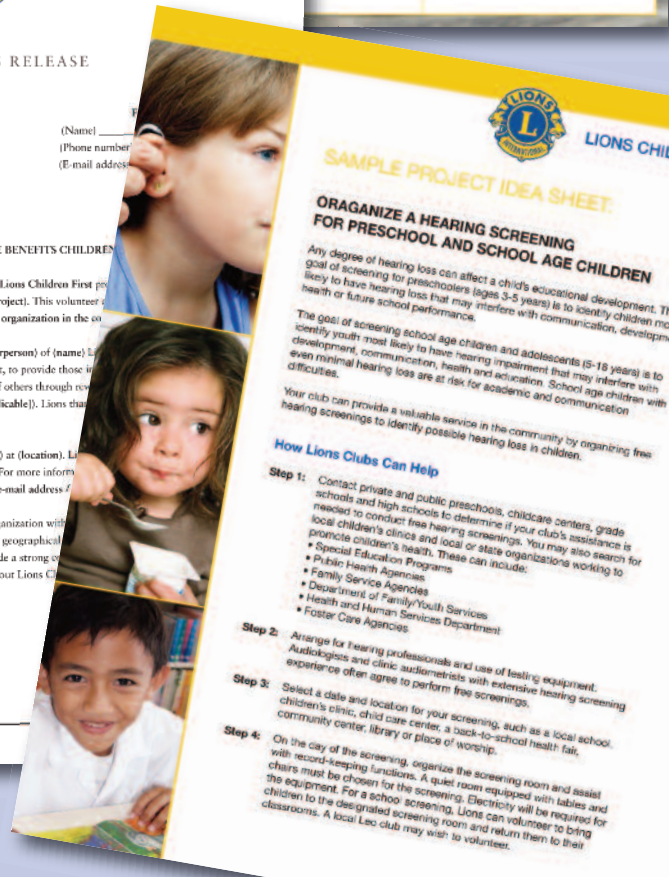 RELEASE
(Name)
(Phone number
(E-mail address
BENEFITS CHILDREN
Lions Children First
roject}. This volunteer
organization in the
rperson} of {name}
, to provide those
f others through
licable]}. Lions
} at {location}.
For more inform
e-mail address
anization with
geographical
de a strong
our Lions
LIONS
L
INTERNATIONAL
LIONS CHIL
SAMPLE PROJECT IDEA SHEET:
ORAGANIZE A HEARING SCREENING
FOR PRESCHOOL AND SCHOOL AGE CHILDREN
Any degree of hearing loss can affect a child's educational development. Th
goal of screening for preschoolers (ages 3-5 years) is to identify children mo
likely to have hearing loss that may interfere with communication, developme
health or future school performance.
The goal of screening school age children and adolescents (5-18 years) is to
identify youth most likely to have hearing impairment that may interfere with
development, communication, health and education. School age children with
even minimal hearing loss are at risk for academic and communication
difficulties.
Your club can provide a valuable service in the community by organizing free
hearing screenings to identify possible hearing loss in children.
How Lions Clubs Can Help
Step 1: Contact private and public preschools, childcare centers, grade
schools and high schools to determine if your club's assistance is
needed to conduct free hearing screenings. You may also search for
local children's clinics and local or state organizations working to
promote children's health. These can include:
• Special Education Programs
• Public Health Agencies
• Family Service Agencies
• Department of Family/Youth Services
• Health and Human Services Department
• Foster Care Agencies
Step 2: Arrange for hearing professionals and use of testing equipment.
Audiologists and clinic audiometrists with extensive hearing screening
experience often agree to perform free screenings.
Step 3: Select a date and location for your screening, such as a local school,
children's clinic, child care center, a back-to-school health fair,
community center, library or place of worship.
Step 4: On the day of the screening, organize the screening room and assist
with record-keeping functions. A quiet room equipped with tables and
chairs must be chosen for the screening. Electricity will be required for
the equipment. For a school screening, Lions can volunteer to bring
children to the designated screening room and return them to their
classrooms. A local Leo club may wish to volunteer.